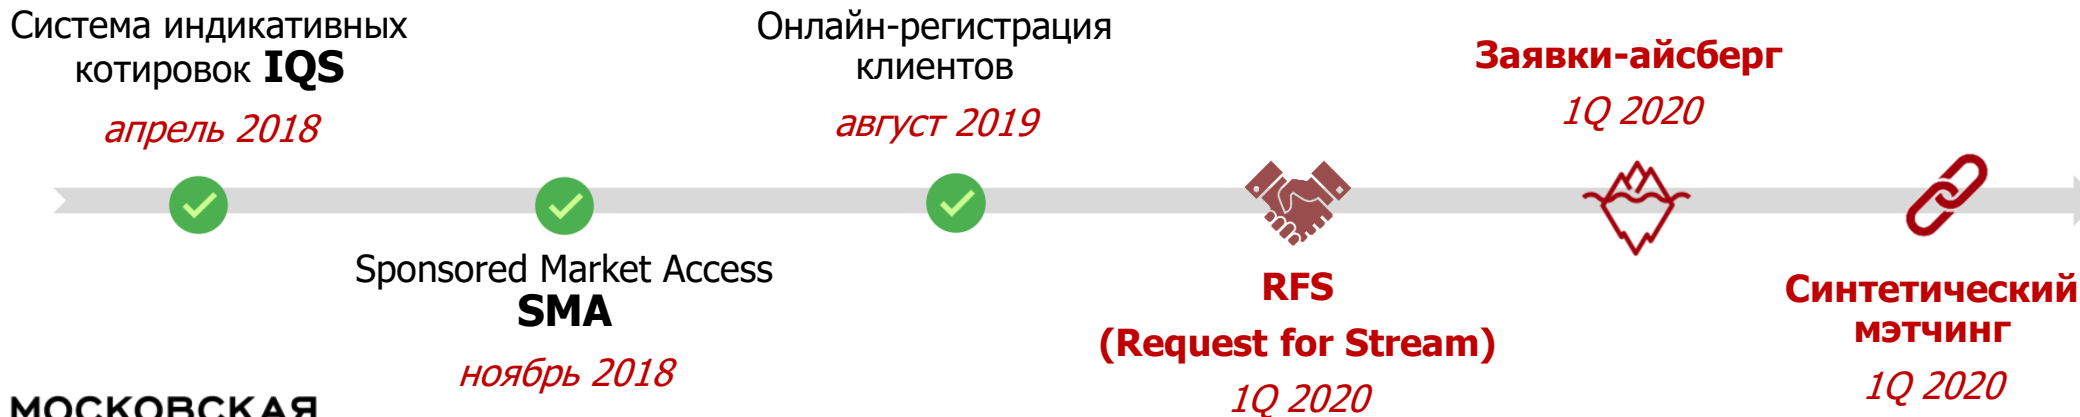 Система индикативных
котировок IQS
апрель 2018
Sponsored Market Access
SMA
ноябрь 2018
Онлайн-регистрация
клиентов
август 2019
RFS
(Request for Stream)
1Q 2020
Заявки-айсберг
1Q 2020
Синтетический
мэтчинг
1Q 2020
МОСКОВСКАЯ